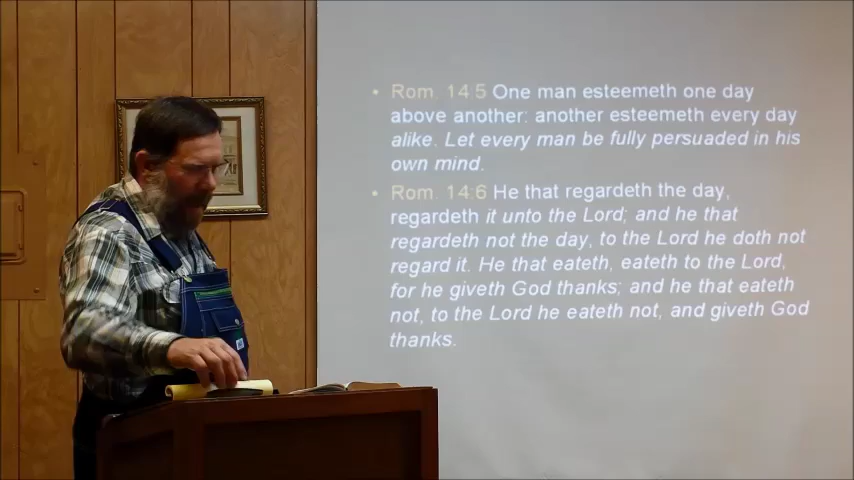 • Rom. 14:5 One man esteemeth one day
above another: another esteemeth every day
alike. Let every man be fully persuaded in his
own mind.
• Rom. 14:6 He that regardeth the day,
regardeth it unto the Lord; and he that
regardeth not the day, to the Lord he doth not
regard it. He that eateth, eateth to the Lord,
for he giveth God thanks; and he that eateth
not, to the Lord he eateth not, and giveth God
thanks.